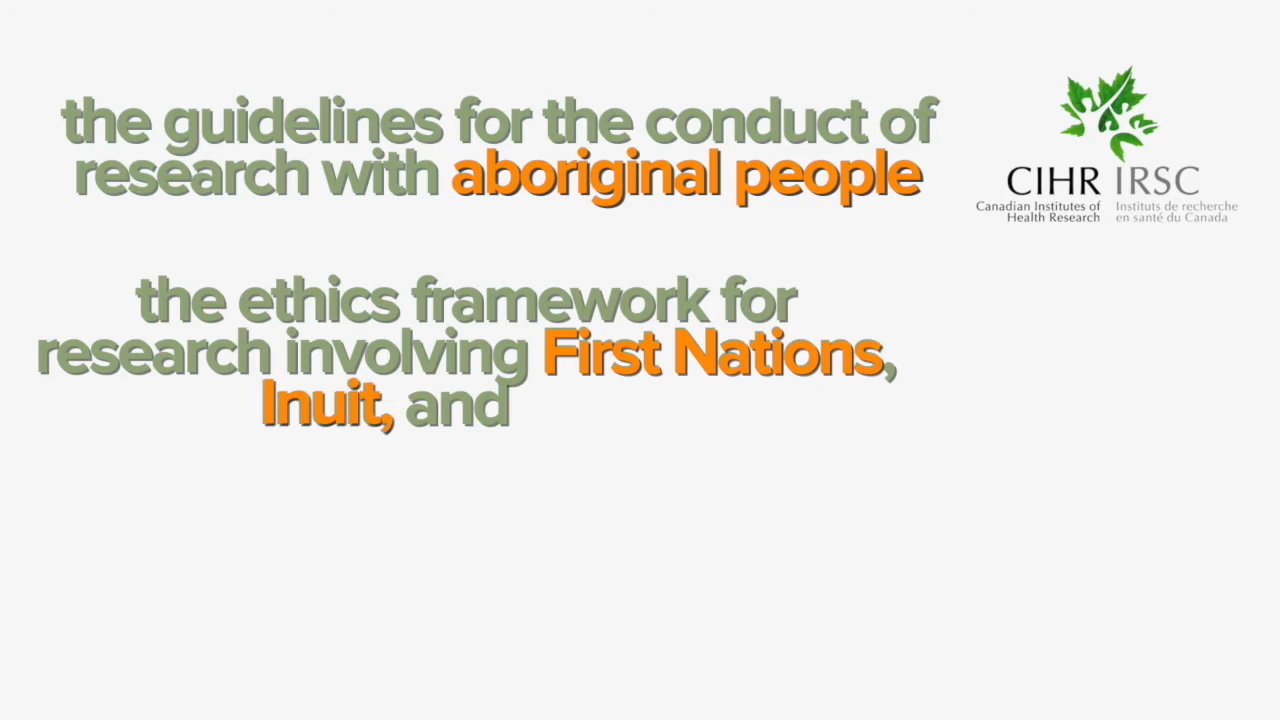 the guidelines for the conduct of
research with aboriginal people
CIHR IRSC
Canadian Institutes of Health Research
Instituts de recherche en santé du Canada
the ethics framework for
research involving First Nations,
Inuit, and